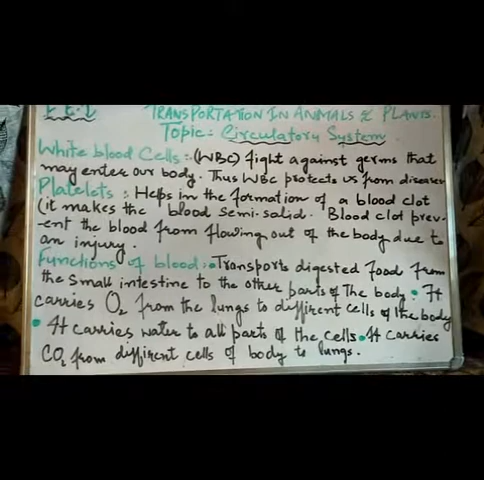 TRANSPORTATION IN ANIMALS & PLANTS.
Topic: Circulatory System
White blood Cells:- (WBC) fight against germs that
may enter our body. Thus WBC protects us from diseases
Platelets: Helps in the formation of a blood clot
(it makes the blood semi-solid. Blood clot prev-
-ent the blood from flowing out of the body due to
an injury.
Functions of blood:- Transports digested food from
the small intestine to the other parts of The body. • It
carries O2 from the lungs to diffirent cells of the body
• It carries water to all parts of the cells. • It carries
CO2 from diffirent cells of body to lungs.